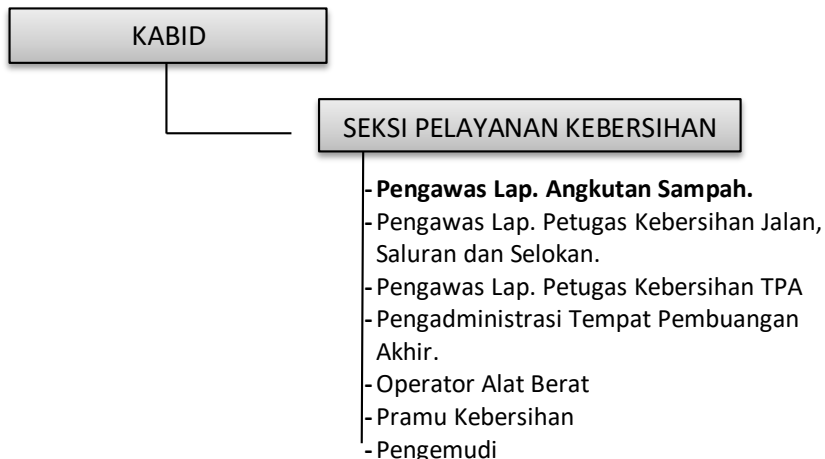 KABID
SEKSI PELAYANAN KEBERSIHAN
- Pengawas Lap. Angkutan Sampah.
- Pengawas Lap. Petugas Kebersihan Jalan,
Saluran dan Selokan.
- Pengawas Lap. Petugas Kebersihan TPA
- Pengadministrasi Tempat Pembuangan
Akhir.
- Operator Alat Berat
- Pramu Kebersihan
- Pengemudi